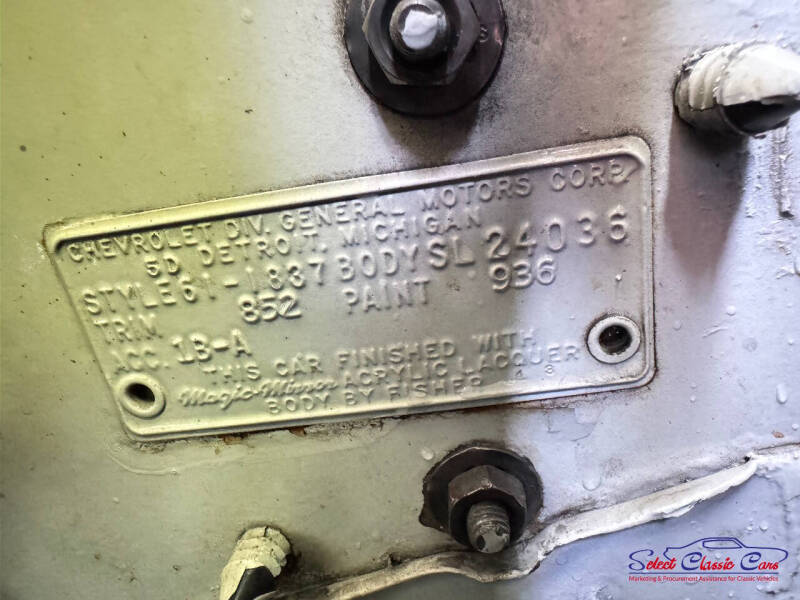 CHEVROLET DIV. GENERAL MOTORS CORP.
5D DETROIT, MICHIGAN
STYLE 61-1837 BODY SL 24036
TRIM 852 PAINT 936
ACC. 1B-A
THIS CAR FINISHED WITH
Magic-Mirror ACRYLIC LACQUER
BODY BY FISHER 43
Select Classic Cars
Marketing & Procurement Assistance for Classic Vehicles